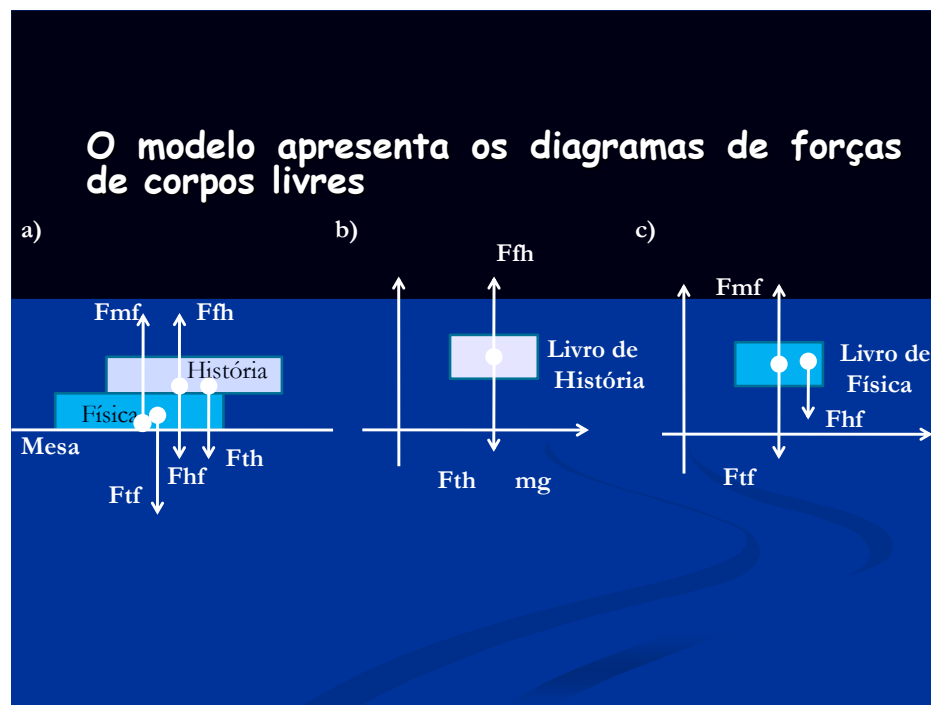 O modelo apresenta os diagramas de forças
de corpos livres
a)
Fmf
Ffh
História
Física
Mesa
Fhf
Fth
Ftf
b)
Ffh
Livro de
História
Fth mg
c)
Fmf
Livro de
Física
Fhf
Ftf